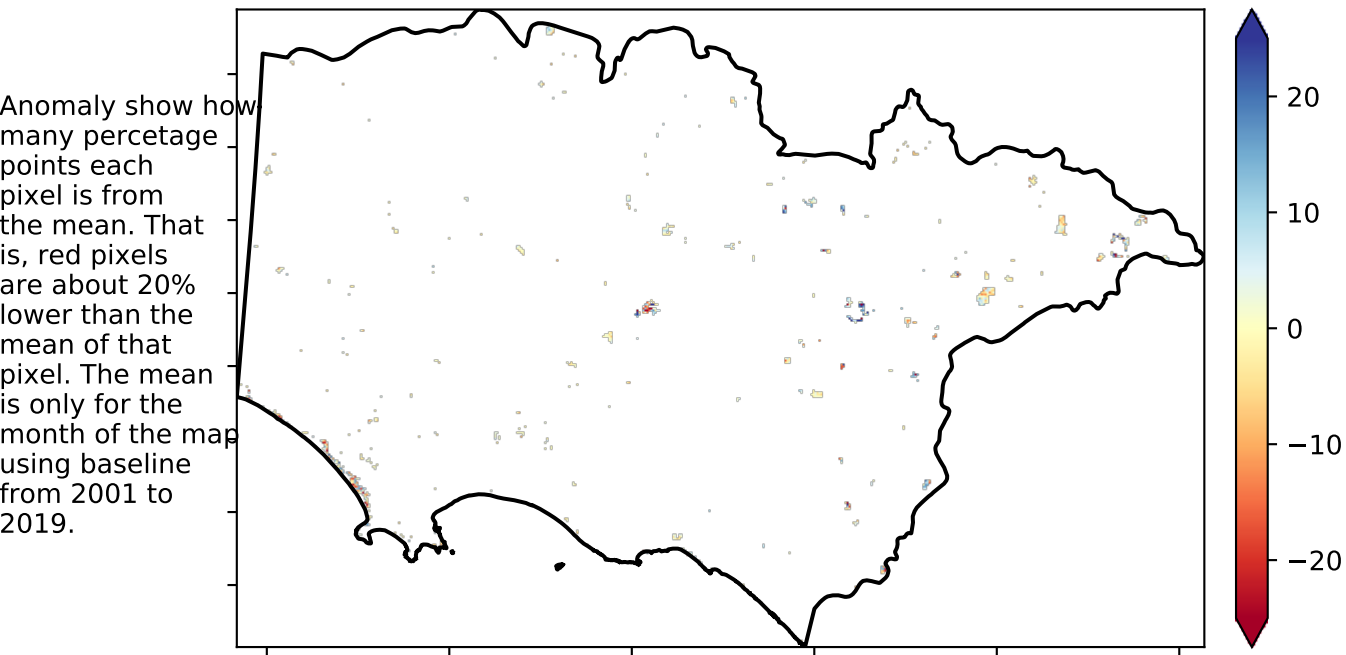 Anomaly show how
many percetage
points each
pixel is from
the mean. That
is, red pixels
are about 20%
lower than the
mean of that
pixel. The mean
is only for the
month of the map
using baseline
from 2001 to
2019.
20
10
0
−10
−20